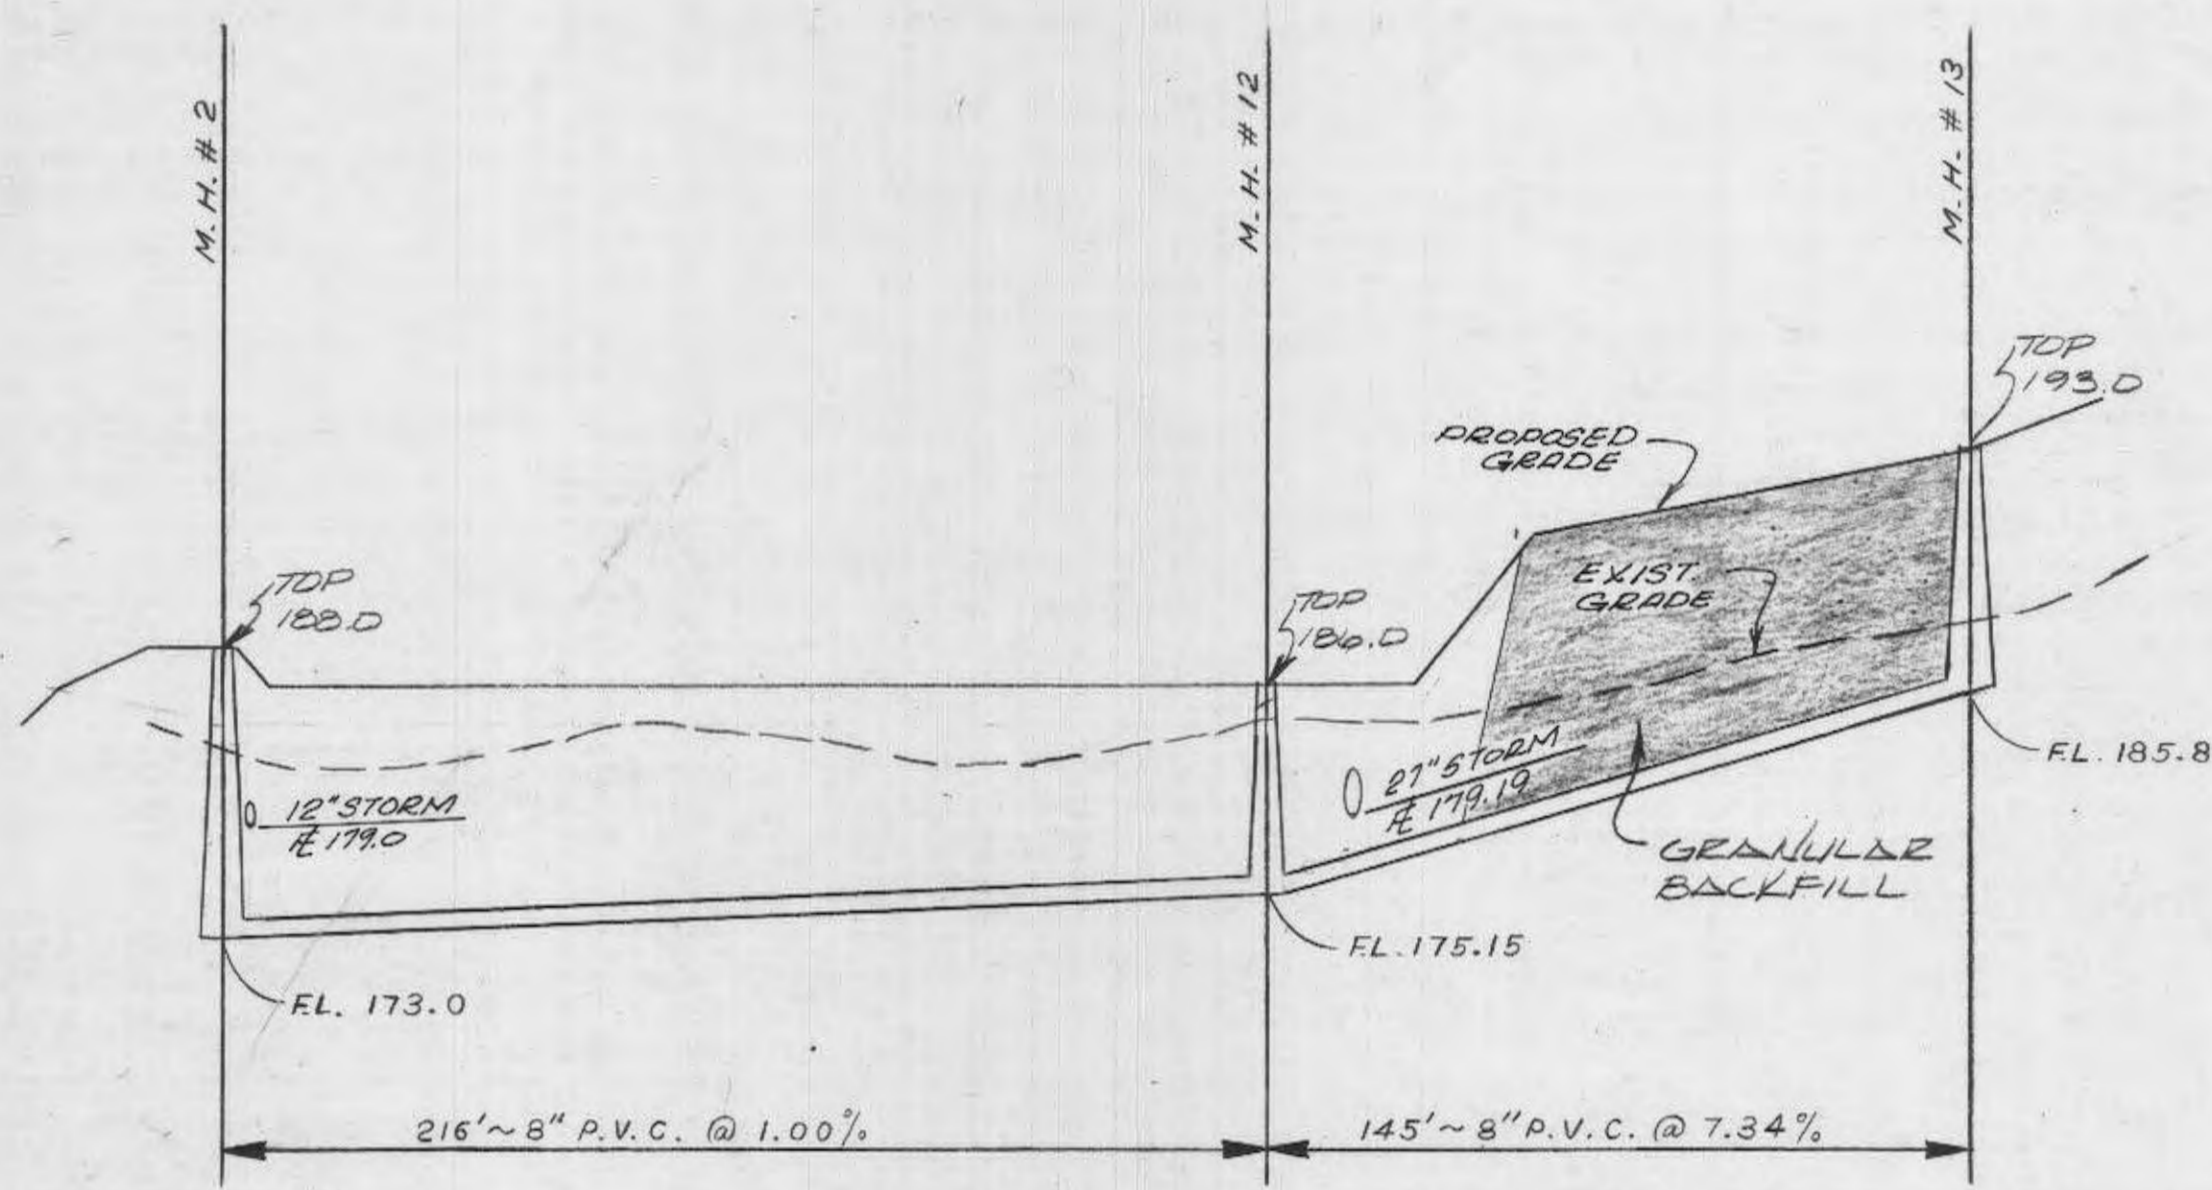 M.H. # 2
M.H. # 12
M.H. # 13
TOP
193.0
PROPOSED
GRADE
EXIST.
GRADE
TOP
188.0
TOP
186.0
12" STORM
℄ 179.0
27" STORM
℄ 179.19
F.L. 185.8
GRANULAR
BACKFILL
F.L. 175.15
F.L. 173.0
216' ~ 8" P.V.C. @ 1.00%
145' ~ 8" P.V.C. @ 7.34%